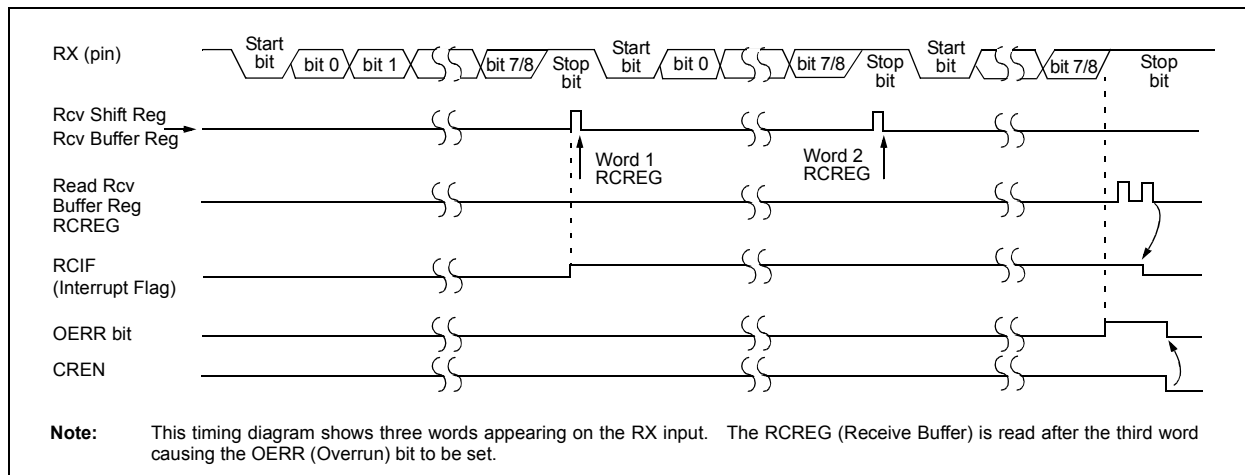 RX (pin)
Start
bit
bit 0
bit 1
bit 7/8
Stop
bit
Start
bit
bit 0
bit 7/8
Stop
bit
Start
bit
bit 7/8
Stop
bit
Rcv Shift Reg
Rcv Buffer Reg
Word 1
RCREG
Word 2
RCREG
Read Rcv
Buffer Reg
RCREG
RCIF
(Interrupt Flag)
OERR bit
CREN
Note: This timing diagram shows three words appearing on the RX input. The RCREG (Receive Buffer) is read after the third word
causing the OERR (Overrun) bit to be set.